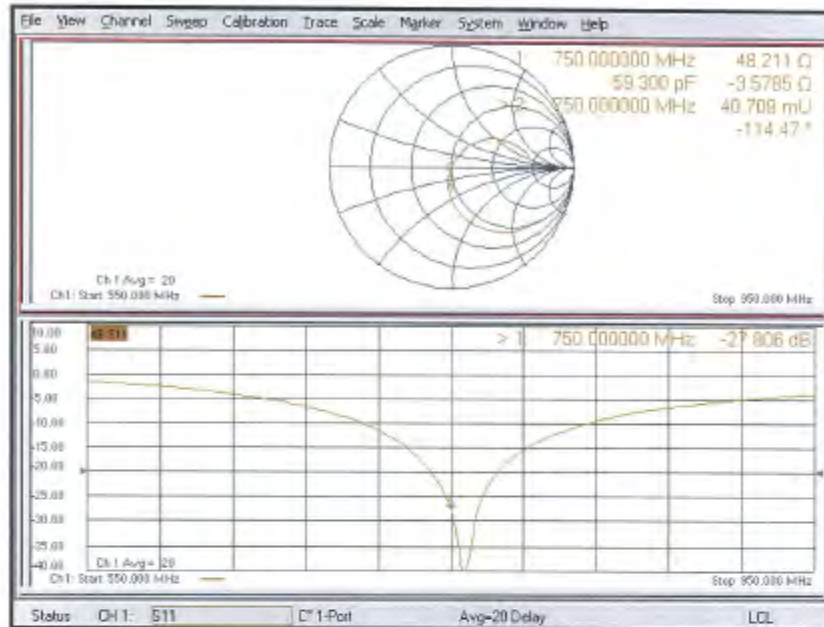 File View Channel Sweep Calibration Trace Scale Marker System Window Help
1 750.000000 MHz 48.211 Ω
59.300 pF -3.5785 Ω
> 2 750.000000 MHz 40.709 mU
-114.47 °
Ch 1 Avg = 20
Ch1: Start 550.000 MHz Stop 950.000 MHz
10.00 S11 > 1 750.000000 MHz -27.806 dB
5.00
0.00
-5.00
-10.00
-15.00
-20.00
-25.00
-30.00
-35.00
-40.00
Ch 1 Avg = 20
Ch1: Start 550.000 MHz Stop 950.000 MHz
Status CH 1: S11 C* 1-Port Avg=20 Delay LCL